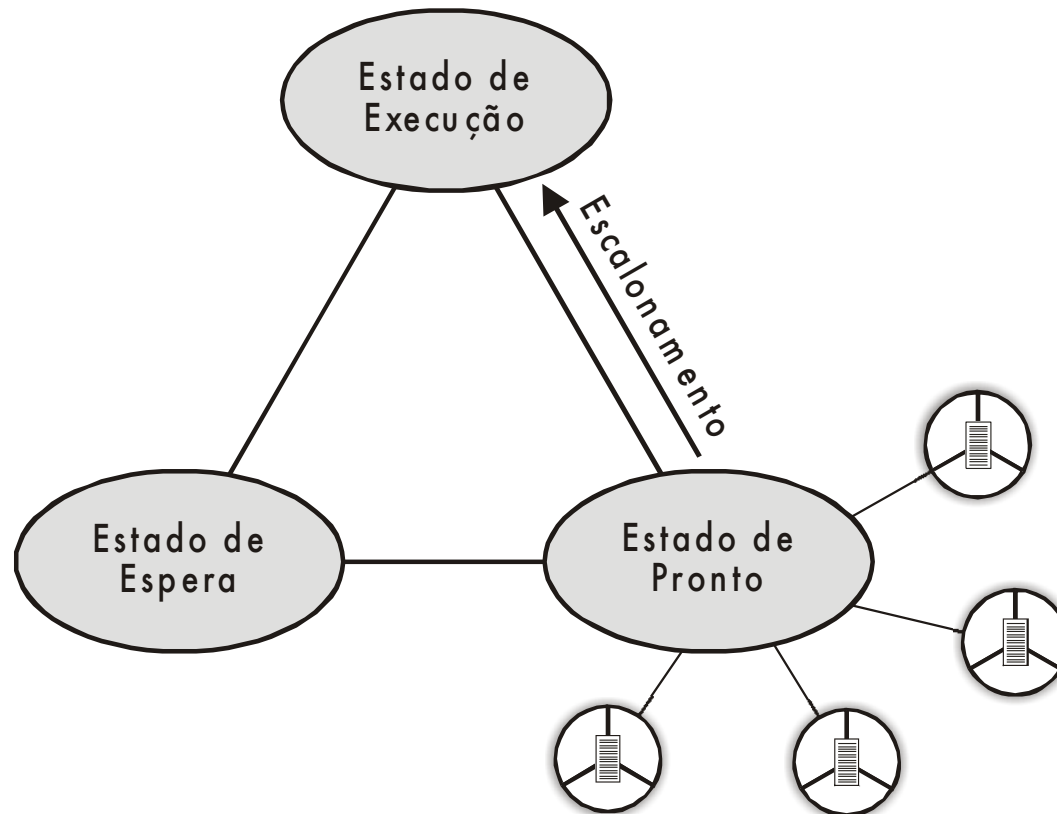 Estado de
Execução
Escalonamento
Estado de
Espera
Estado de
Pronto